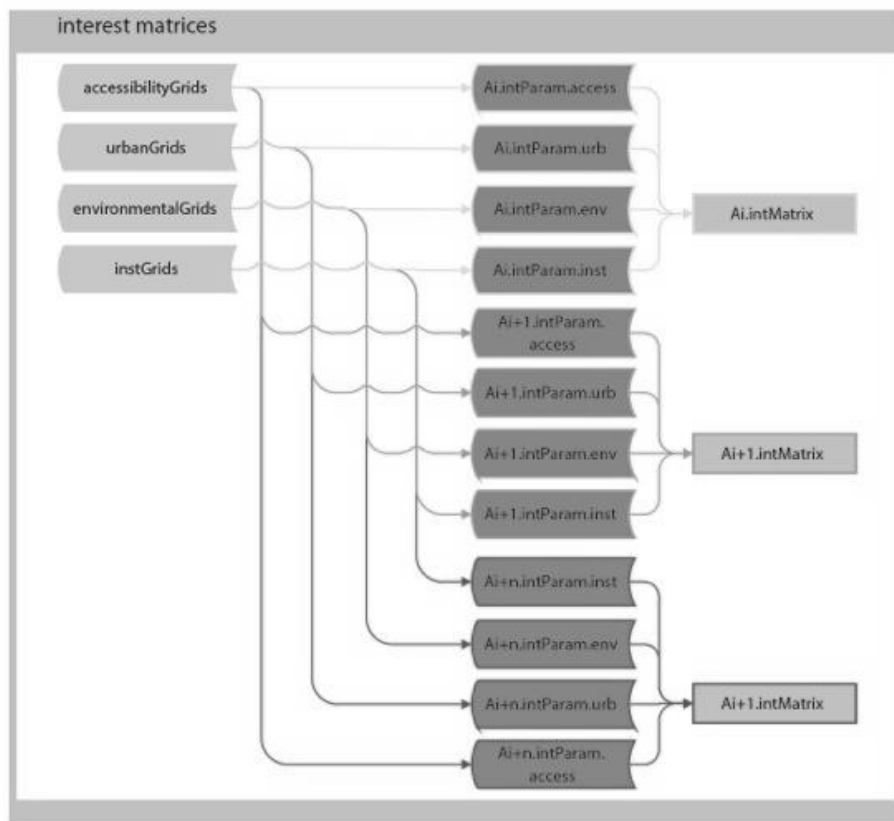 interest matrices
accessibilityGrids
urbanGrids
environmentalGrids
instGrids
Ai.intParam.access
Ai.intParam.urb
Ai.intParam.env
Ai.intParam.inst
Ai.intMatrix
Ai+1.intParam.
access
Ai+1.intParam.urb
Ai+1.intParam.env
Ai+1.intParam.inst
Ai+1.intMatrix
Ai+n.intParam.inst
Ai+n.intParam.env
Ai+n.intParam.urb
Ai+n.intParam.
access
Ai+1.intMatrix